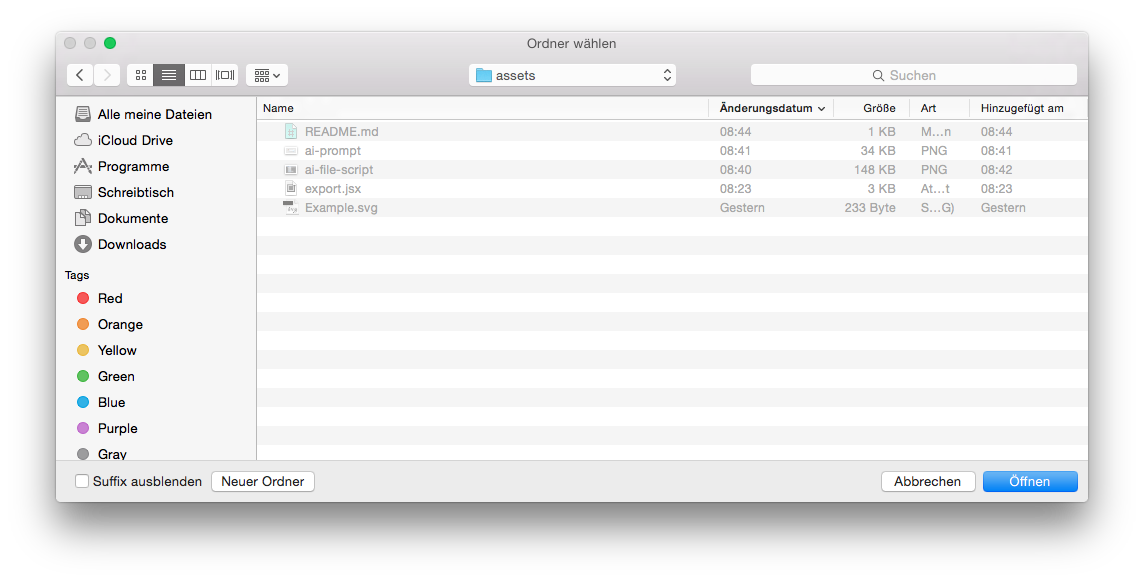 Ordner wählen
assets
Suchen
Alle meine Dateien
iCloud Drive
Programme
Schreibtisch
Dokumente
Downloads
Tags
Red
Orange
Yellow
Green
Blue
Purple
Gray
Name Änderungsdatum Größe Art Hinzugefügt am
README.md 08:44 1 KB M...n 08:44
ai-prompt 08:41 34 KB PNG 08:41
ai-file-script 08:40 148 KB PNG 08:42
export.jsx 08:23 3 KB At...t 08:23
Example.svg Gestern 233 Byte S...G) Gestern
Suffix ausblenden Neuer Ordner Abbrechen Öffnen